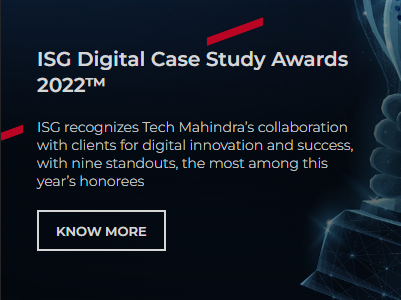 ISG Digital Case Study Awards
2022™
ISG recognizes Tech Mahindra's collaboration
with clients for digital innovation and success,
with nine standouts, the most among this
year's honorees
KNOW MORE